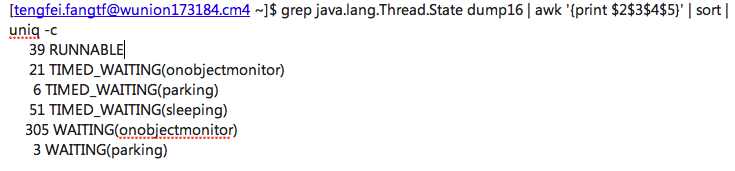 [tengfei.fangtf@wunion173184.cm4 ~]$ grep java.lang.Thread.State dump16 | awk '{print $2$3$4$5}' | sort |
uniq -c
39 RUNNABLE
21 TIMED_WAITING(onobjectmonitor)
6 TIMED_WAITING(parking)
51 TIMED_WAITING(sleeping)
305 WAITING(onobjectmonitor)
3 WAITING(parking)